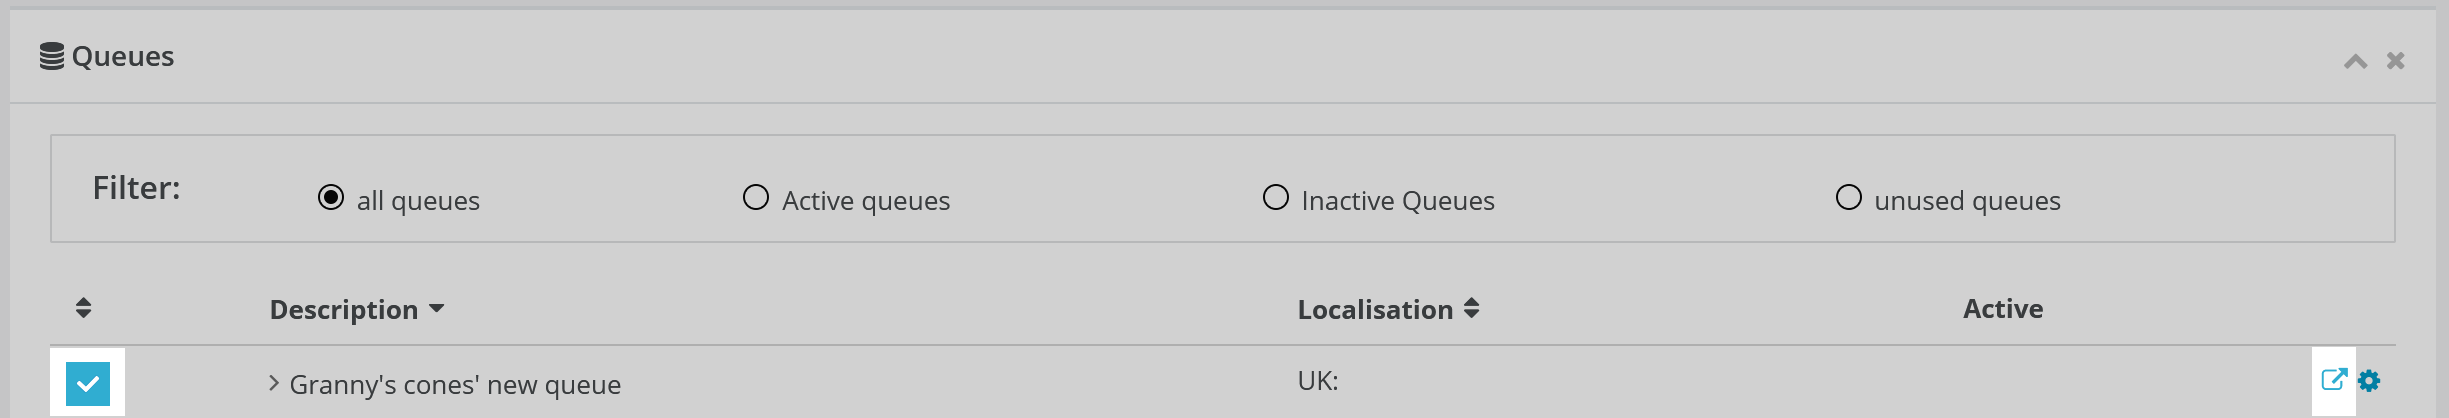 Queues
Filter: all queues Active queues Inactive Queues unused queues
Description Localisation Active
Granny's cones' new queue UK: